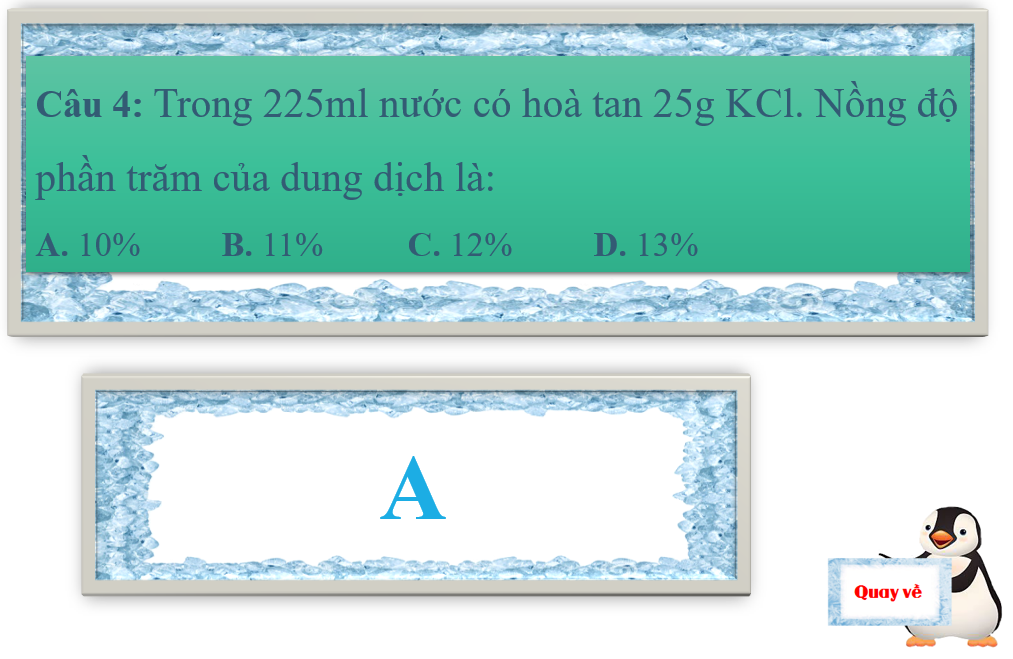 Câu 4: Trong 225ml nước có hoà tan 25g KCl. Nồng độ
phần trăm của dung dịch là:
A. 10% B. 11% C. 12% D. 13%
A
Quay về